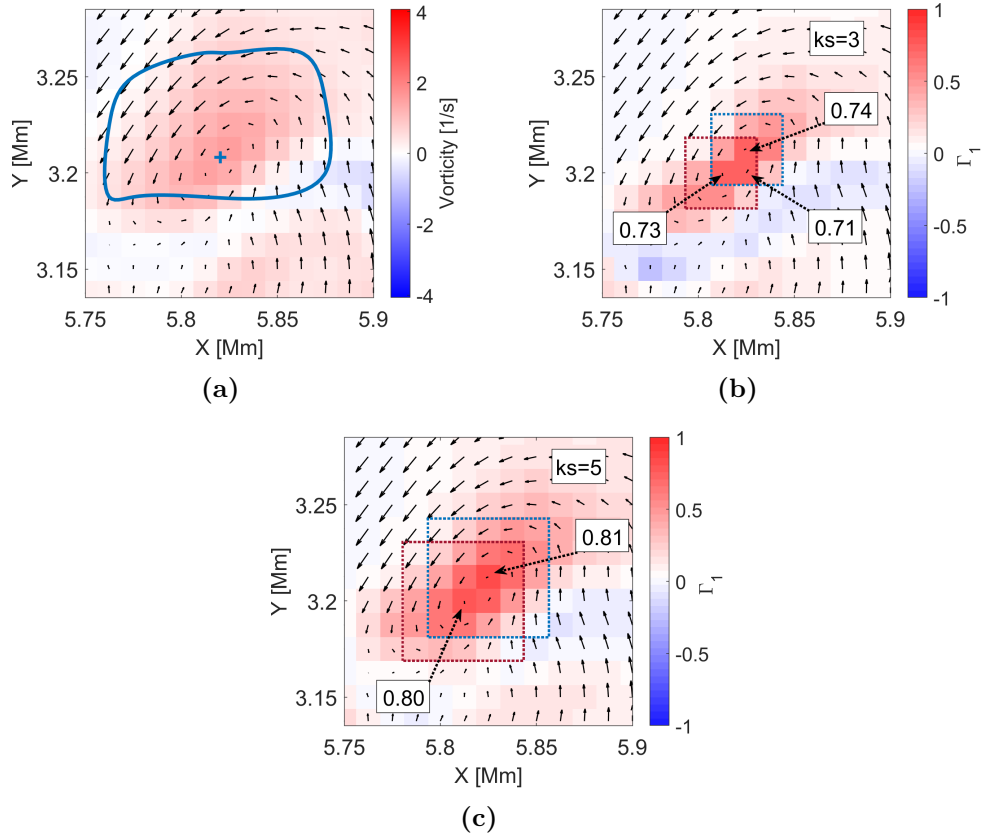 4
2
0
-2
-4
Vorticity [1/s]
3.25
3.2
3.15
Y [Mm]
5.75
5.8
5.85
5.9
X [Mm]
(a)
ks=3
0.74
0.73
0.71
1
0.5
0
-0.5
-1
Γ1
3.25
3.2
3.15
Y [Mm]
5.75
5.8
5.85
5.9
X [Mm]
(b)
ks=5
0.81
0.80
1
0.5
0
-0.5
-1
Γ1
3.25
3.2
3.15
Y [Mm]
5.75
5.8
5.85
5.9
X [Mm]
(c)